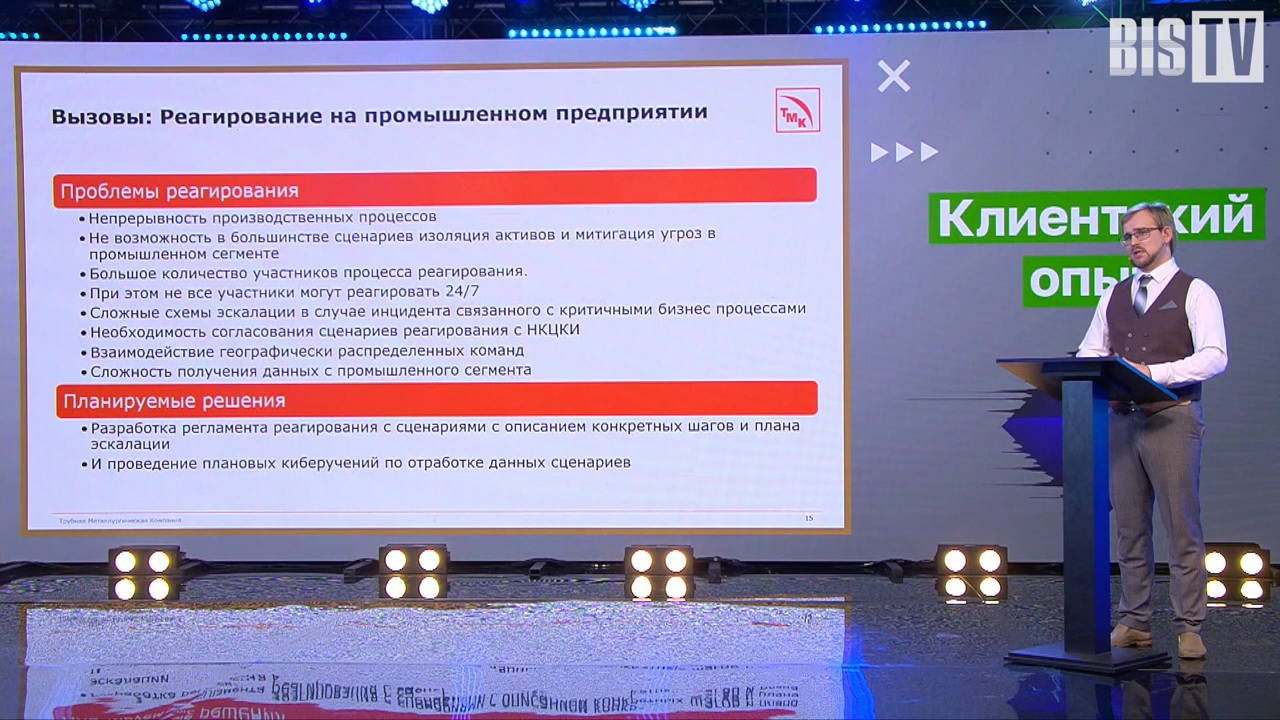 BIS TV
Вызовы: Реагирование на промышленном предприятии
ТМК
Проблемы реагирования
• Непрерывность производственных процессов
• Не возможность в большинстве сценариев изоляция активов и митигация угроз в
промышленном сегменте
• Большое количество участников процесса реагирования.
• При этом не все участники могут реагировать 24/7
• Сложные схемы эскалации в случае инцидента связанного с критичными бизнес процессами
• Необходимость согласования сценариев реагирования с НКЦКИ
• Взаимодействие географически распределенных команд
• Сложность получения данных с промышленного сегмента
Планируемые решения
• Разработка регламента реагирования с сценариями с описанием конкретных шагов и плана
эскалации
• И проведение плановых киберучений по отработке данных сценариев
Трубная Металлургическая Компания
15